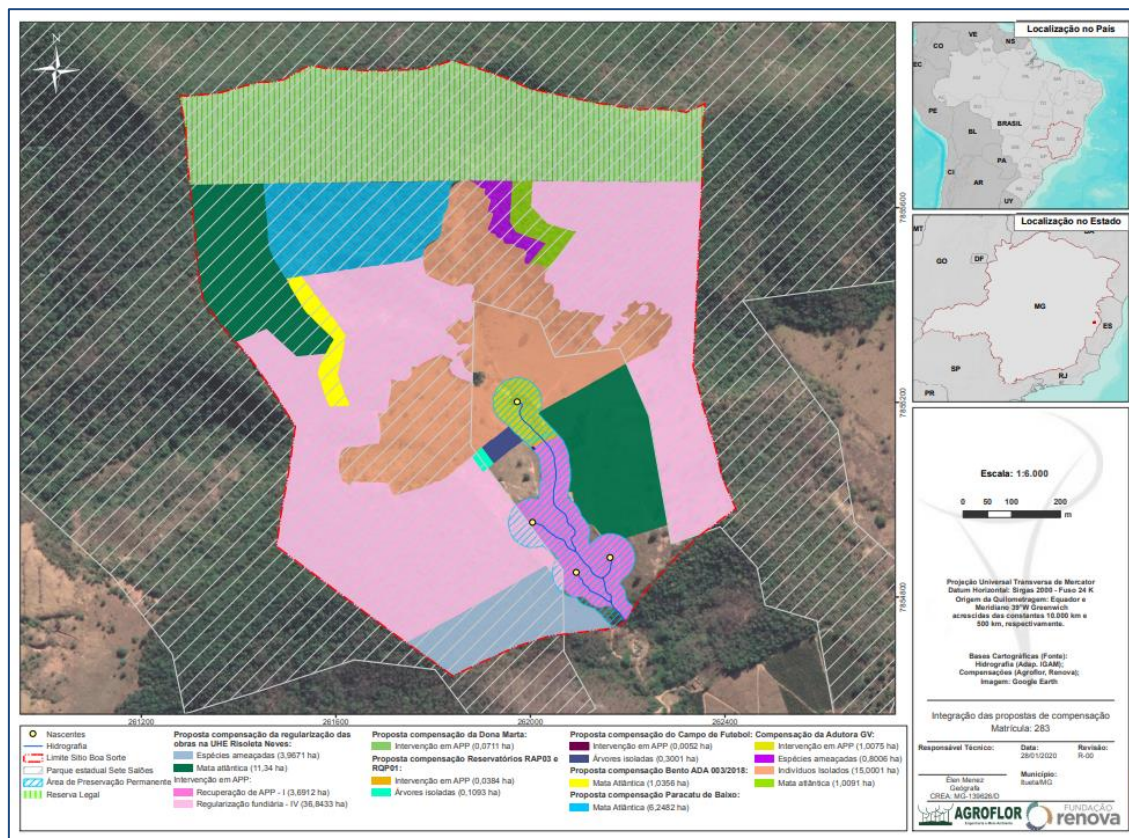 N
Localização no País
VE
NS
CO
EC
PE
BRASIL
BL
PA
CI
AR
UY
Localização no Estado
MT
GO
DF
MG
ES
SP
RJ
PR
7855600
7855200
7854800
261200
261600
262000
262400
Escala: 1:6.000
0 50 100 200
m
Projeção Universal Transversa de Mercator
Datum Horizontal: Sirgas 2000 - Fuso 24 K
Origem da Quilometragem: Equador e
Meridiano 39°W Greenwich
acrescidas das constantes 10.000 km e
500 km, respectivamente.
Bases Cartográficas (Fonte):
Hidrografia (Adap. IGAM);
Compensações (Agroflor, Renova);
Imagem: Google Earth
Integração das propostas de compensação
Matrícula: 283
Responsável Técnico:
Élen Menez
Geógrafa
CREA: MG-139626/D
Data:
28/01/2020
Revisão:
R-00
Município:
Itueta/MG
AGROFLOR
FUNDAÇÃO
renova
Nascentes
Hidrografia
Limite Sítio Boa Sorte
Parque estadual Sete Salões
Área de Preservação Permanente
Reserva Legal
Proposta compensação da regularização das
obras na UHE Risoleta Neves:
Espécies ameaçadas (3,9671 ha)
Mata atlântica (11,34 ha)
Intervenção em APP:
Recuperação de APP - I (3,6912 ha)
Regularização fundiária - IV (36,8433 ha)
Proposta compensação da Dona Marta:
Intervenção em APP (0,0711 ha)
Proposta compensação Reservatórios RAP03 e
RQP01:
Intervenção em APP (0,0384 ha)
Árvores isoladas (0,1093 ha)
Proposta compensação do Campo de Futebol:
Intervenção em APP (0,0052 ha)
Árvores isoladas (0,3001 ha)
Proposta compensação Bento ADA 003/2018:
Mata Atlântica (1,0356 ha)
Proposta compensação Paracatu de Baixo:
Mata Atlântica (6,2482 ha)
Compensação da Adutora GV:
Intervenção em APP (1,0075 ha)
Espécies ameaçadas (0,8006 ha)
Indivíduos Isolados (15,0001 ha)
Mata atlântica (1,0091 ha)